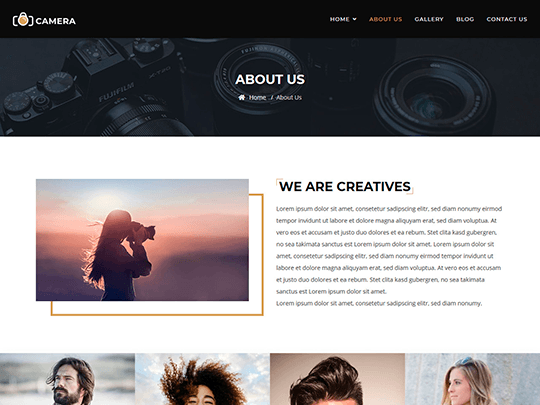 CAMERA
HOME ABOUT US GALLERY BLOG CONTACT US
FUJIFILM
ABOUT US
Home / About Us
WE ARE CREATIVES
Lorem ipsum dolor sit amet, consetetur sadipscing elitr, sed diam nonumy eirmod
tempor invidunt ut labore et dolore magna aliquyam erat, sed diam voluptua. At
vero eos et accusam et justo duo dolores et ea rebum. Stet clita kasd gubergren,
no sea takimata sanctus est Lorem ipsum dolor sit amet. Lorem ipsum dolor sit
amet, consetetur sadipscing elitr, sed diam nonumy eirmod tempor invidunt ut
labore et dolore magna aliquyam erat, sed diam voluptua. At vero eos et accusam
et justo duo dolores et ea rebum. Stet clita kasd gubergren, no sea takimata
sanctus est Lorem ipsum dolor sit amet.
Lorem ipsum dolor sit amet, consetetur sadipscing elitr, sed diam nonumy.